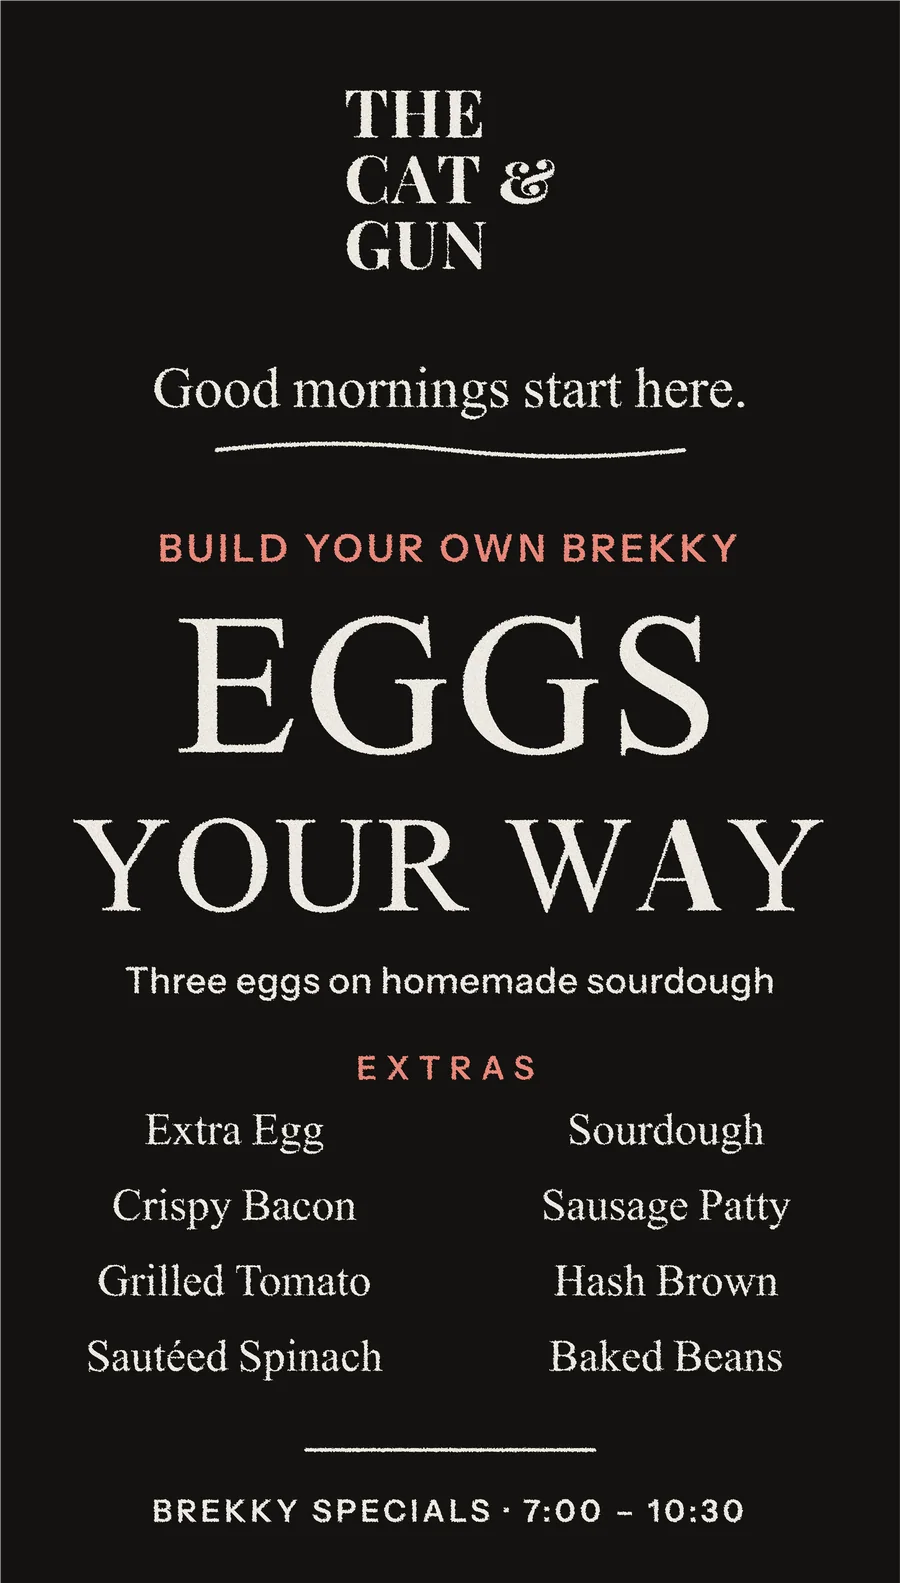 THE
CAT &
GUN
Good mornings start here.
BUILD YOUR OWN BREKKY
EGGS
YOUR WAY
Three eggs on homemade sourdough
EXTRAS
Extra Egg
Sourdough
Crispy Bacon
Sausage Patty
Grilled Tomato
Hash Brown
Sautéed Spinach
Baked Beans
BREKKY SPECIALS · 7:00 – 10:30